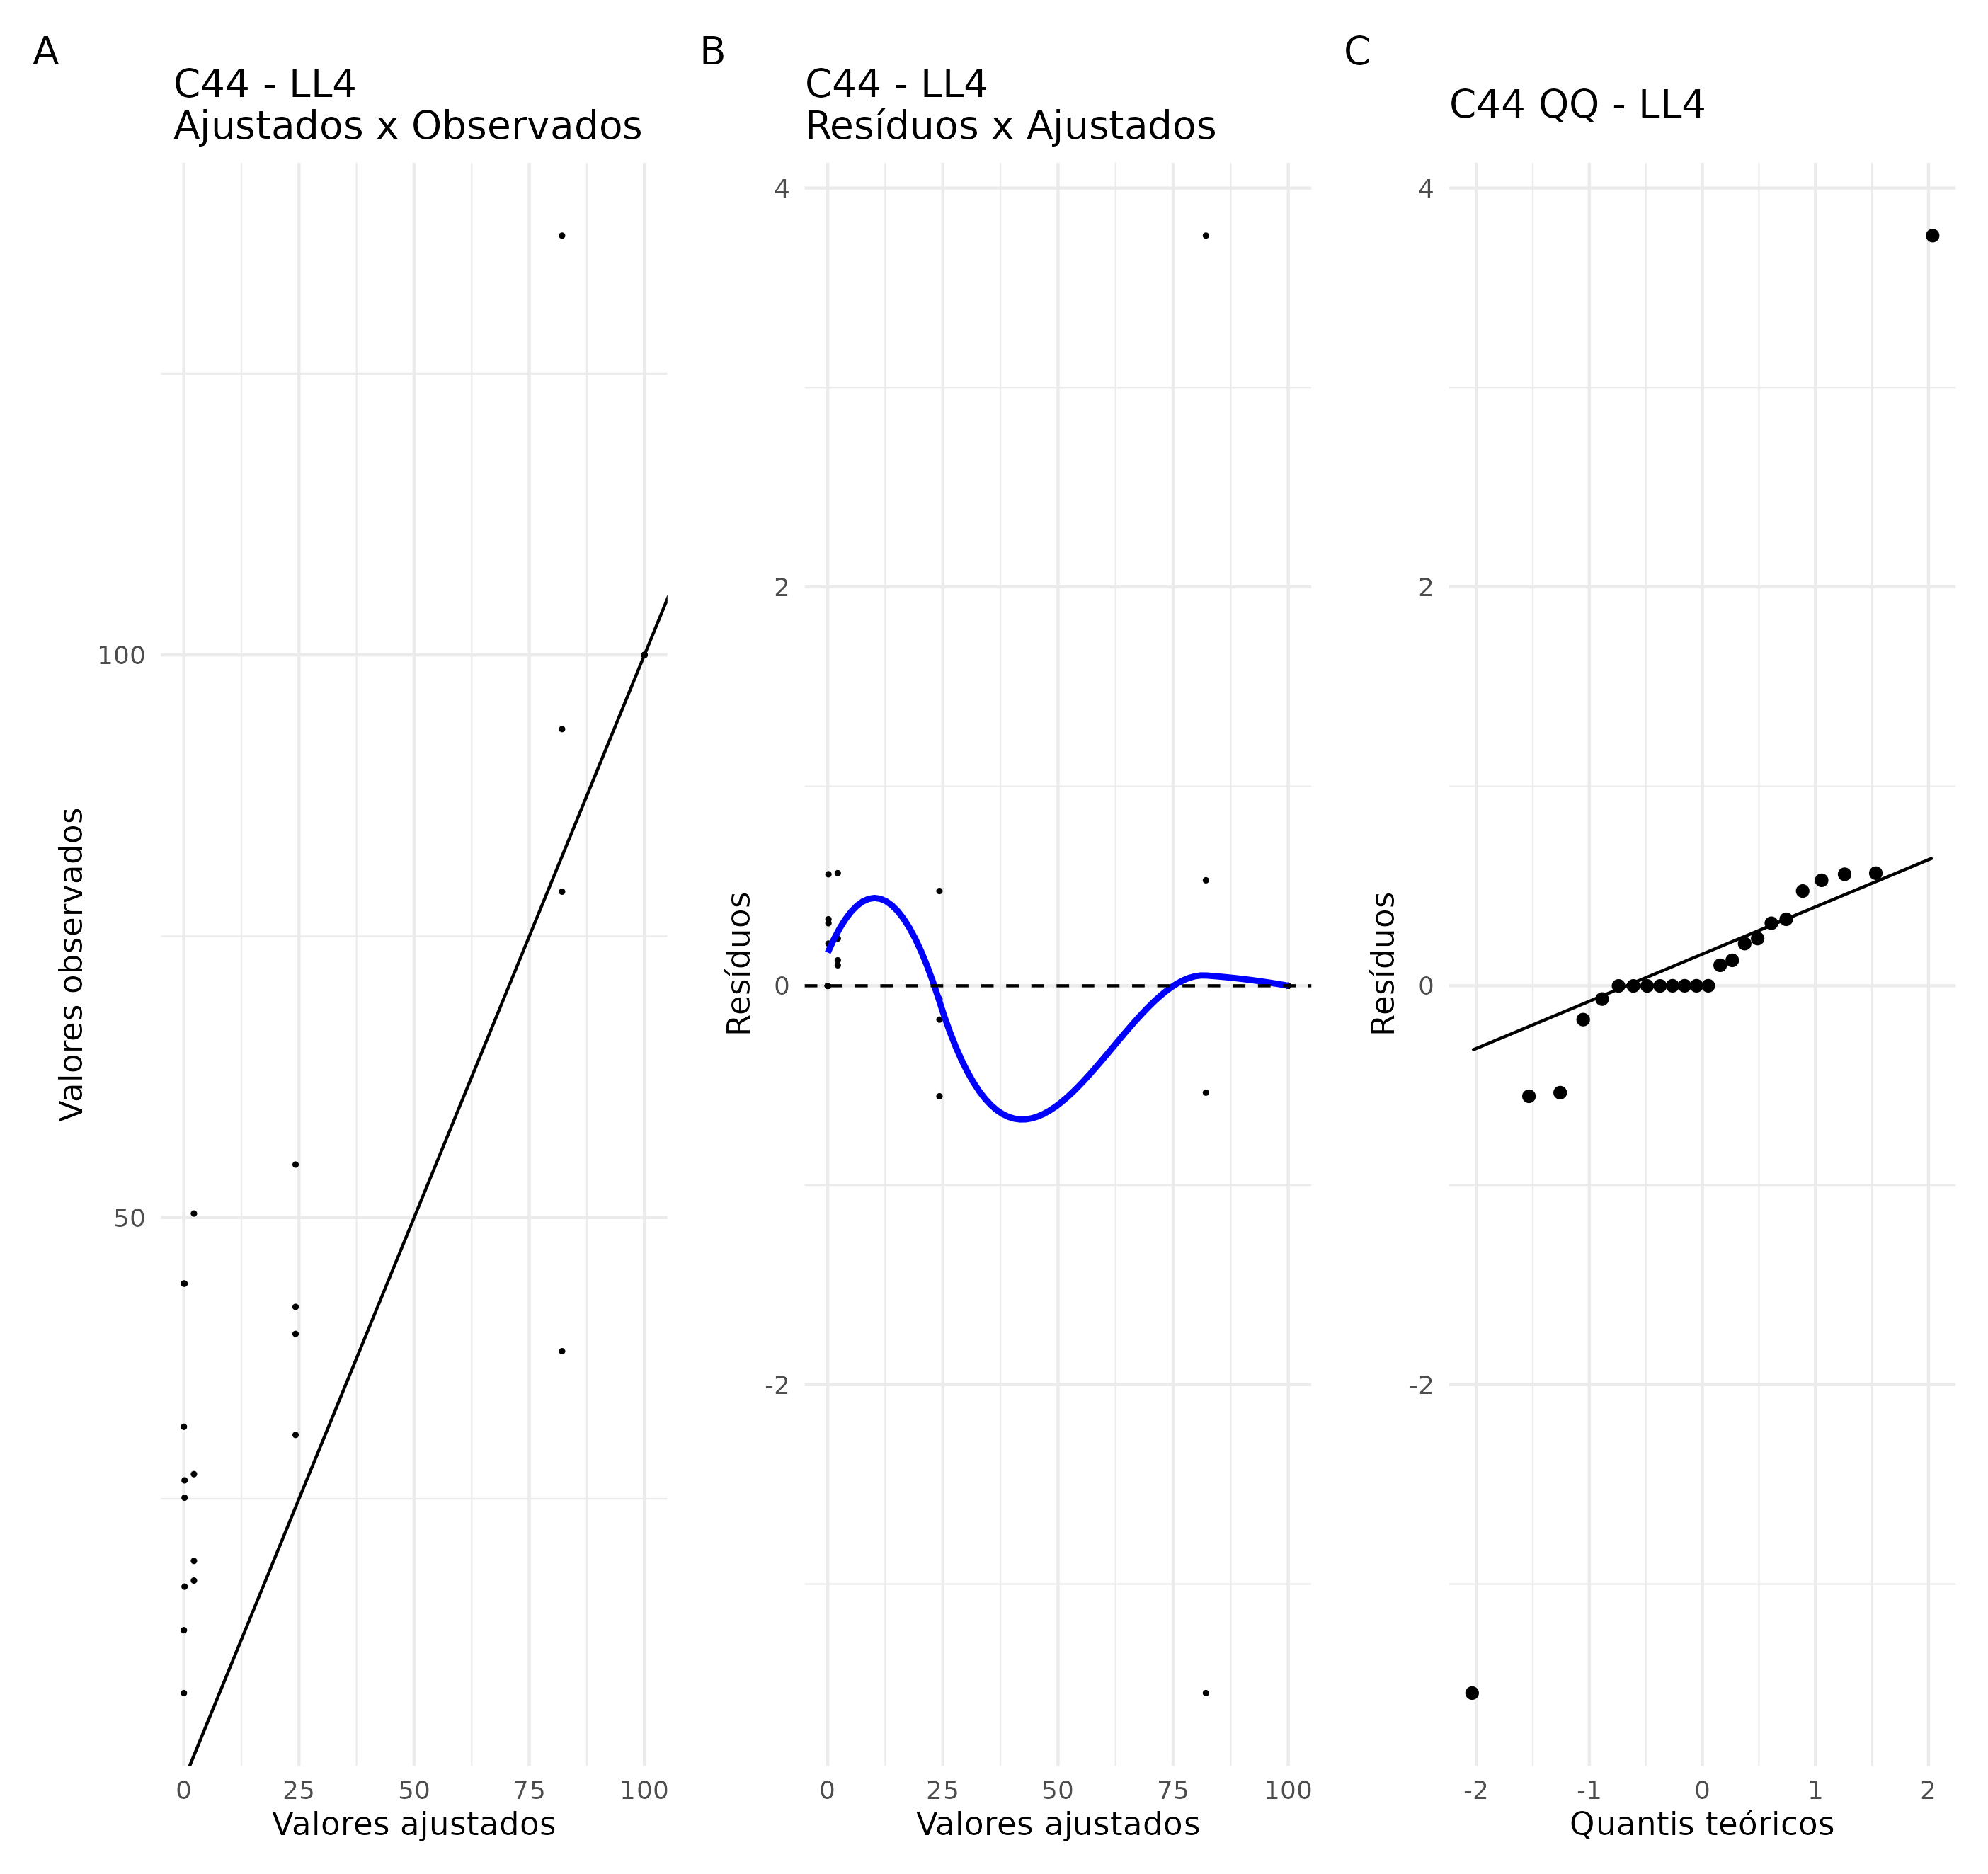 A
C44 - LL4
Ajustados x Observados
Valores observados
100
50
0
25
50
75
100
Valores ajustados
B
C44 - LL4
Resíduos x Ajustados
Resíduos
4
2
0
-2
0
25
50
75
100
Valores ajustados
C
C44 QQ - LL4
Resíduos
4
2
0
-2
-2
-1
0
1
2
Quantis teóricos